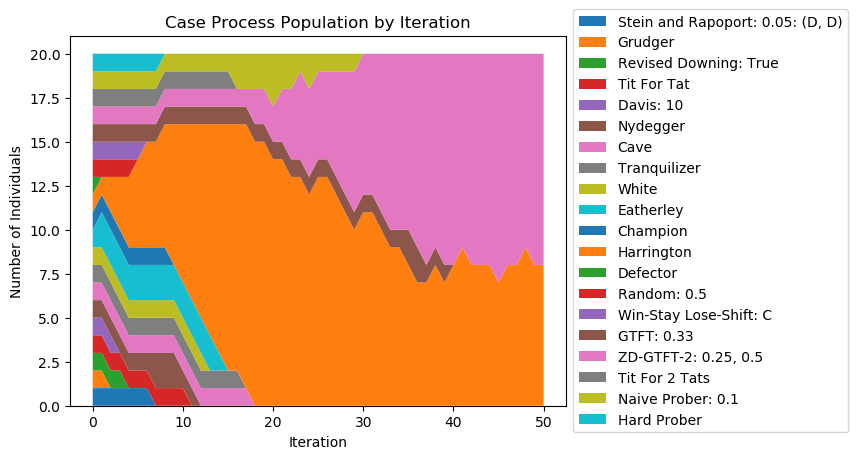 Case Process Population by Iteration
Number of Individuals
20.0
17.5
15.0
12.5
10.0
7.5
5.0
2.5
0.0
0
10
20
30
40
50
Iteration
Stein and Rapoport: 0.05: (D, D)
Grudger
Revised Downing: True
Tit For Tat
Davis: 10
Nydegger
Cave
Tranquilizer
White
Eatherley
Champion
Harrington
Defector
Random: 0.5
Win-Stay Lose-Shift: C
GTFT: 0.33
ZD-GTFT-2: 0.25, 0.5
Tit For 2 Tats
Naive Prober: 0.1
Hard Prober